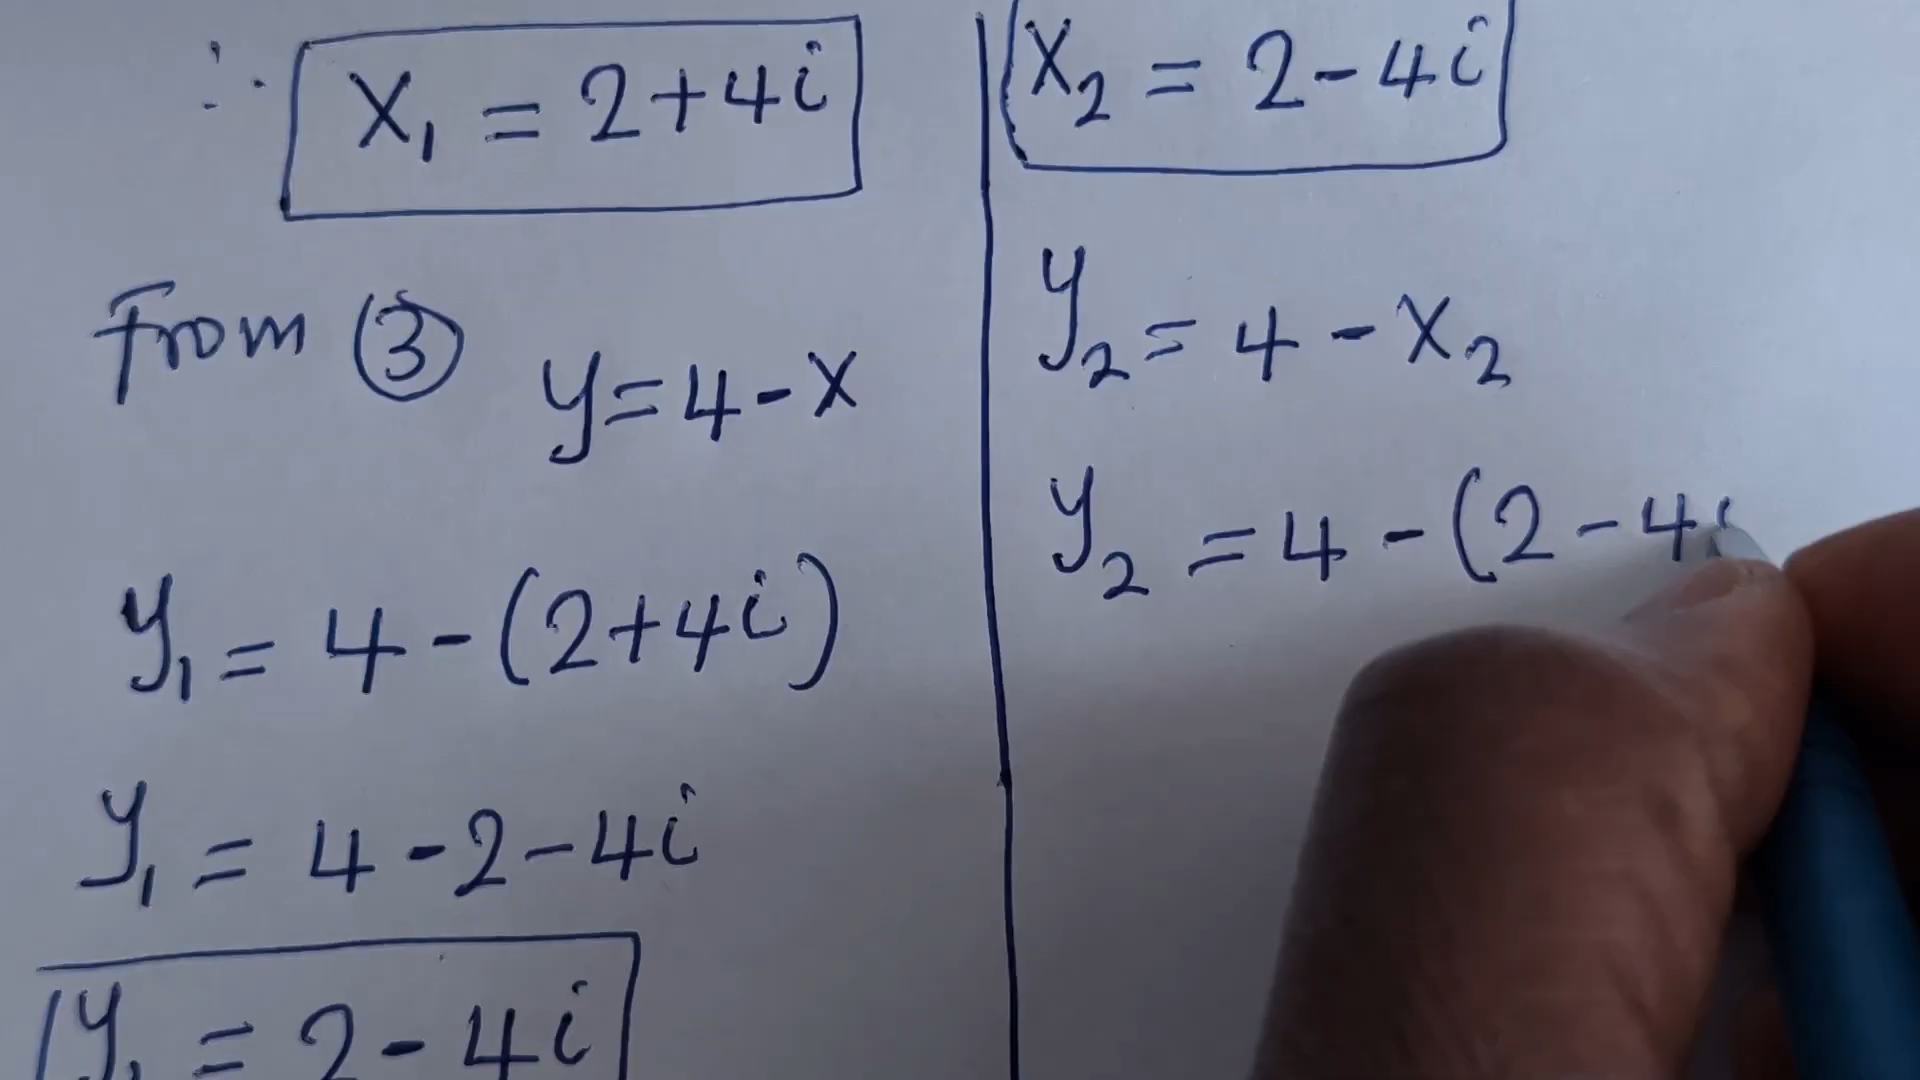 ∴ X₁ = 2+4i
From ③ y=4-x
y₁ = 4-(2+4i)
y₁ = 4-2-4i
y₁ = 2-4i
X₂ = 2-4i
y₂ = 4-x₂
y₂ = 4-(2-4i